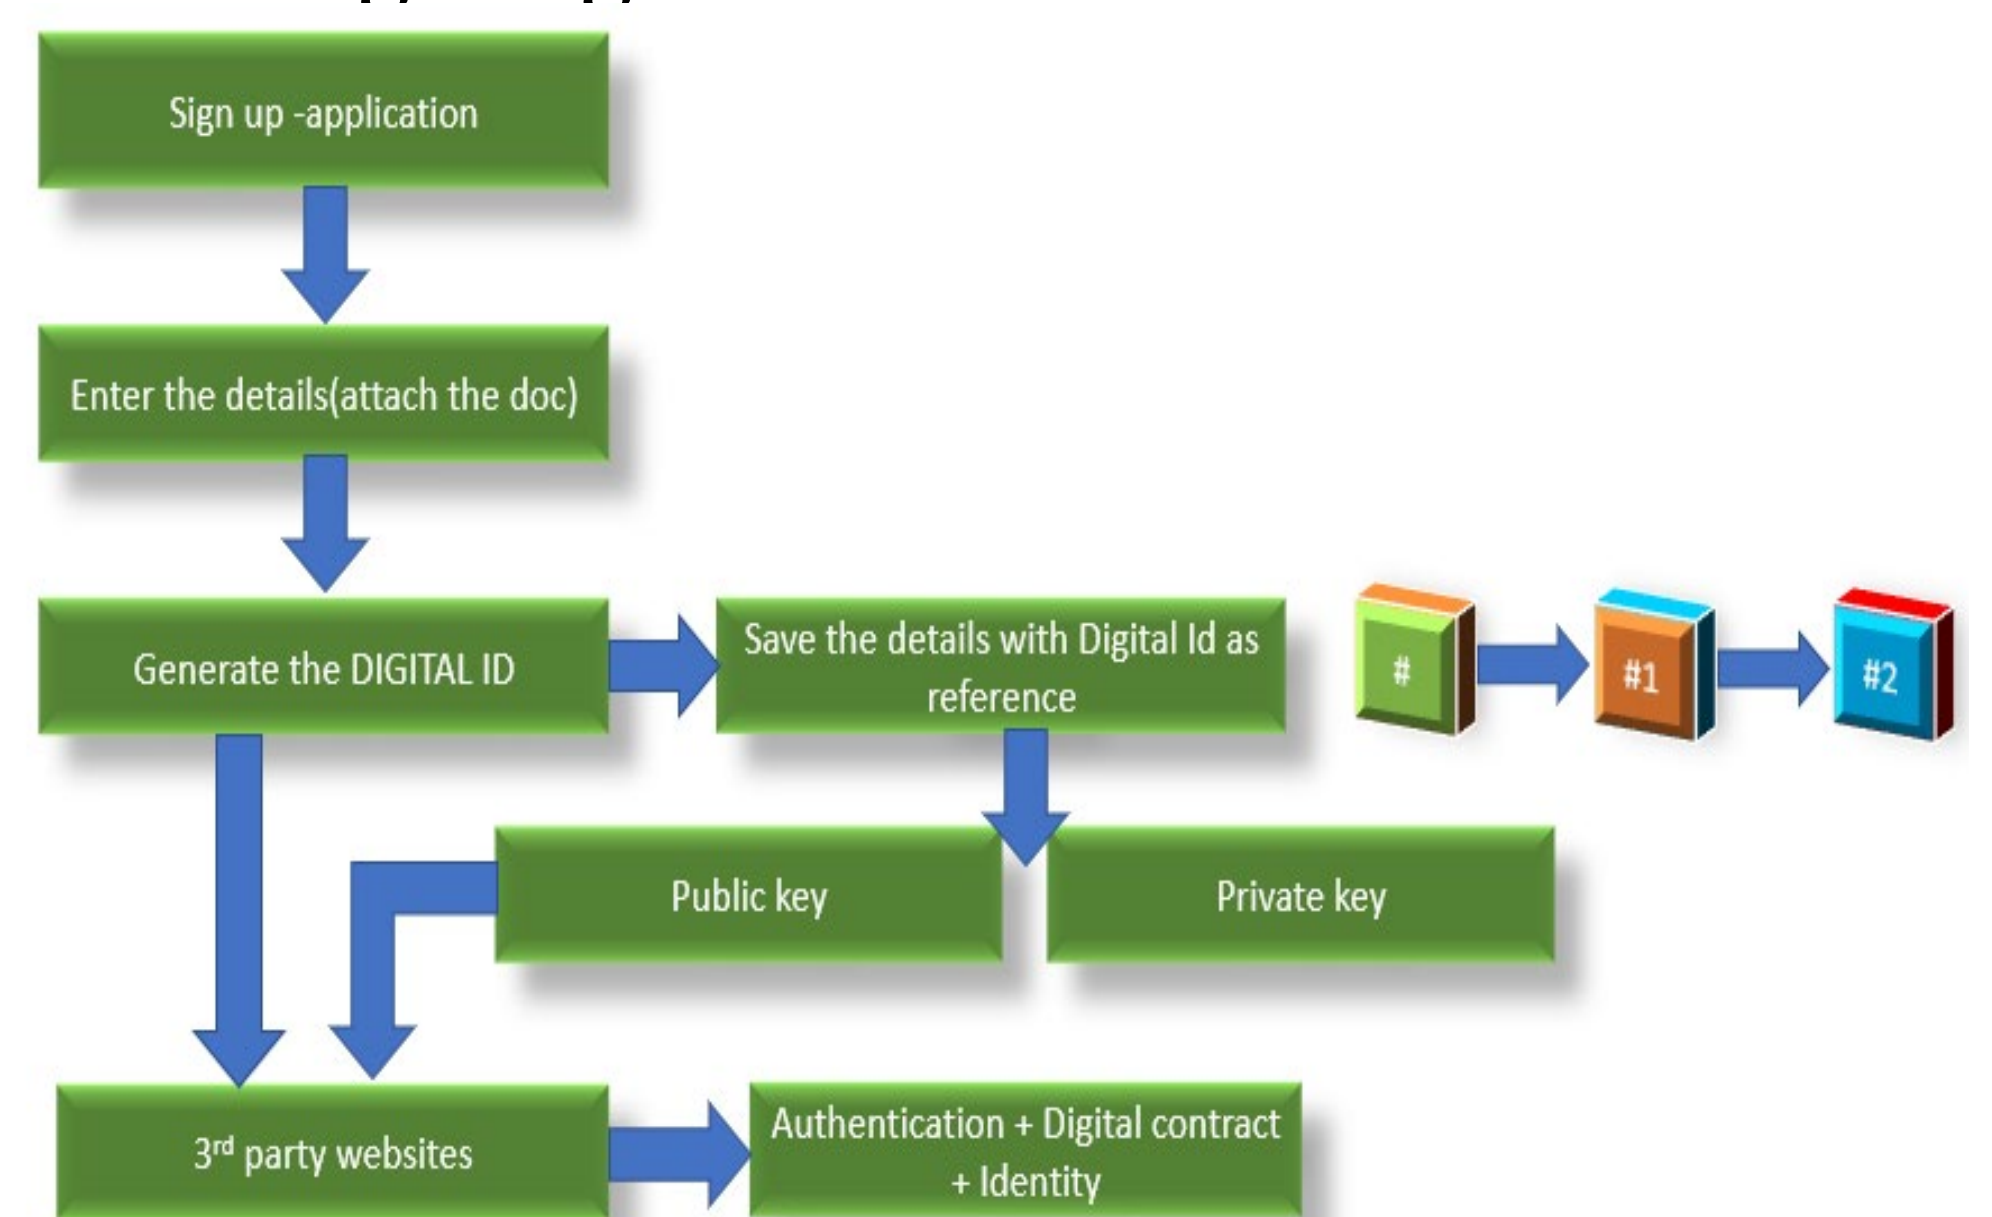 Sign up -application
Enter the details(attach the doc)
Generate the DIGITAL ID
Save the details with Digital Id as
reference
#
#1
#2
Public key
Private key
3rd party websites
Authentication + Digital contract
+ Identity